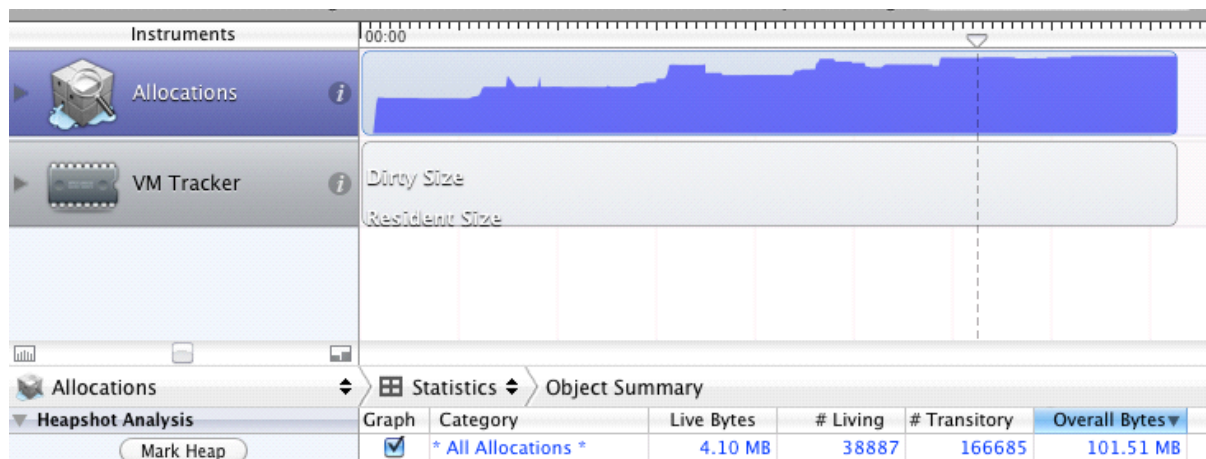 Instruments 00:00
Allocations
VM Tracker Dirty Size
Resident Size
Allocations Statistics Object Summary
Heapshot Analysis Graph Category Live Bytes # Living # Transitory Overall Bytes
Mark Heap * All Allocations * 4.10 MB 38887 166685 101.51 MB